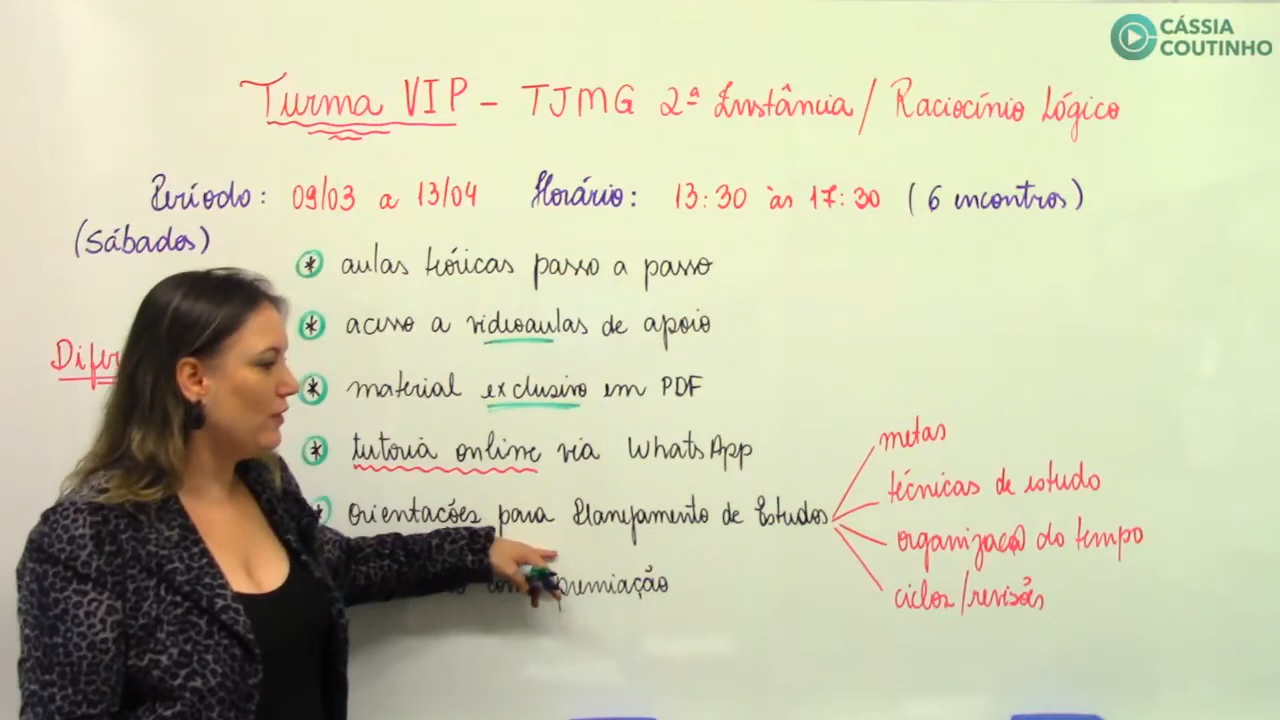 CÁSSIA
COUTINHO
Turma VIP - TJMG 2ª Instância / Raciocínio Lógico
Período: 09/03 a 13/04 Horário: 13:30 às 17:30 (6 encontros)
(Sábados)
* aulas teóricas passo a passo
* acesso a videoaulas de apoio
Difer
* material exclusivo em PDF
* tutoria online via WhatsApp
* orientações para Planejamento de Estudos
metas
técnicas de estudo
organização do tempo
ciclos/revisões
com premiação